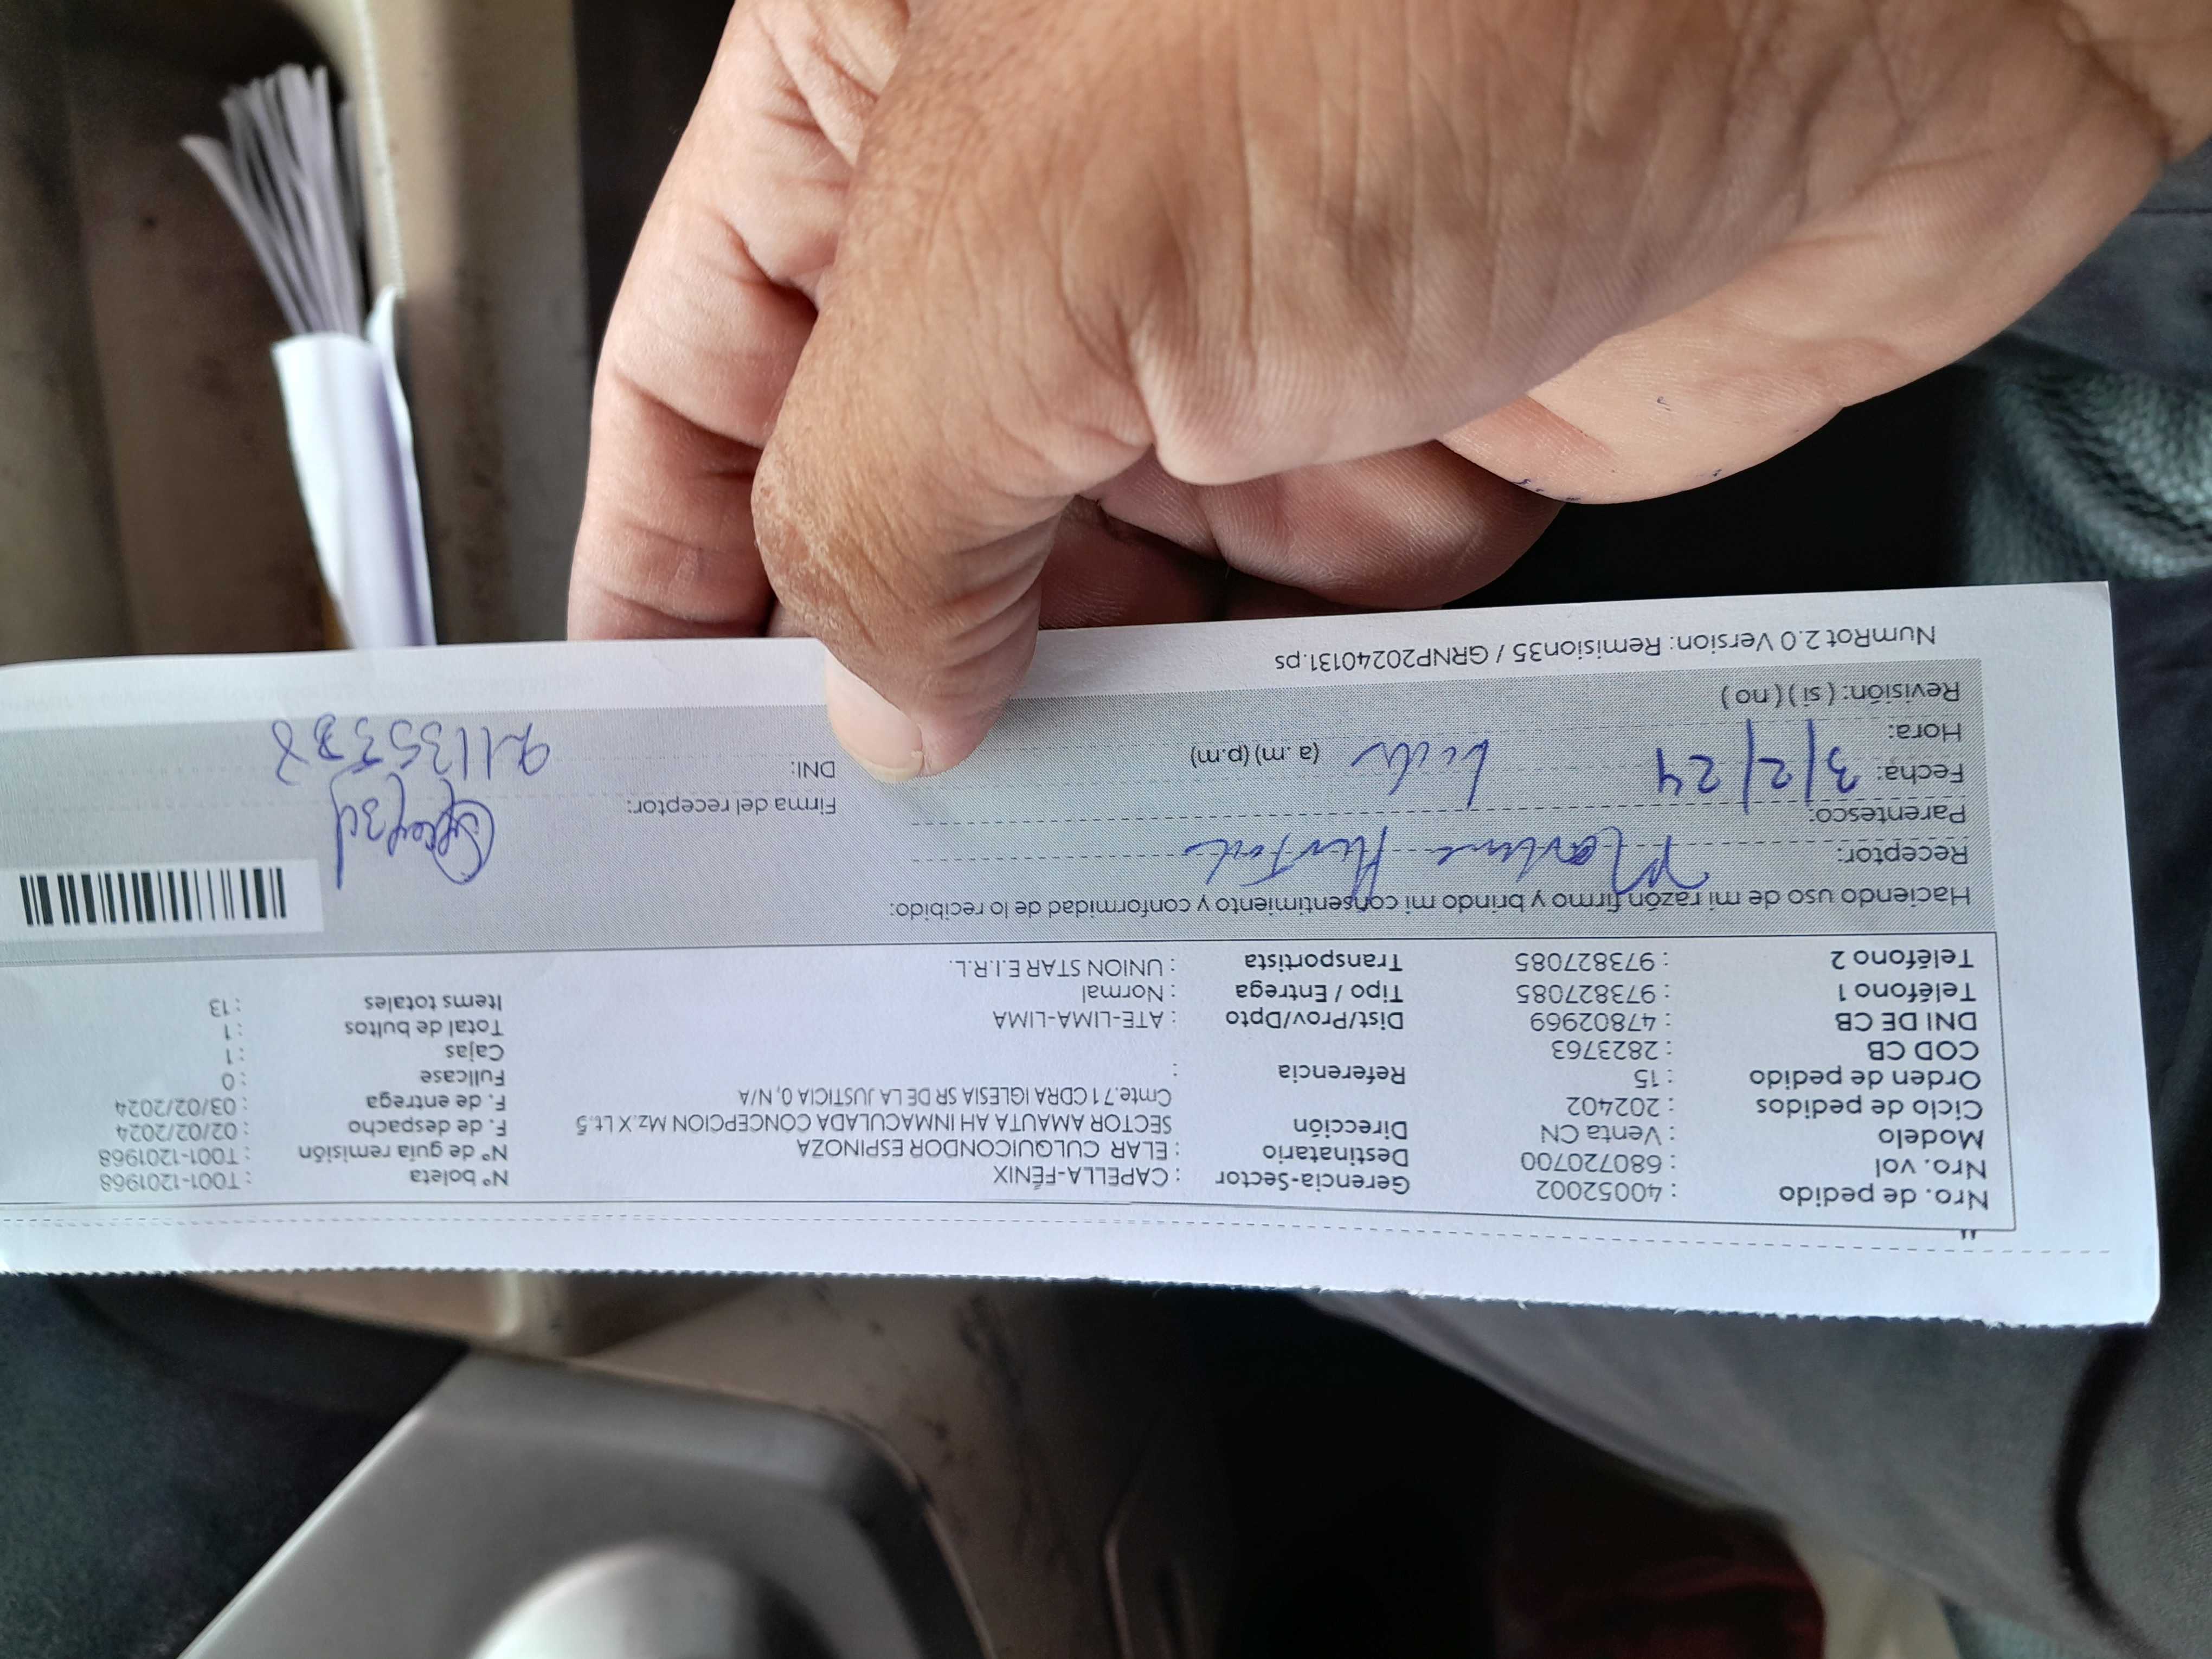 Nro. de pedido : 40052002 Gerencia-Sector : CAPELLA-FÉNIX Nº boleta : T001-1201968
Nro. vol : 680720700 Destinatario : ELAR CULQUICONDOR ESPINOZA Nº de guía remisión : T001-1201968
Modelo : Venta CN Dirección SECTOR AMAUTA AH INMACULADA CONCEPCION Mz.X Lt.5 F. de despacho : 02/02/2024
Ciclo de pedidos : 202402 Cmte.71 CDRA IGLESIA SR DE LA JUSTICIA 0, N/A F. de entrega : 03/02/2024
Orden de pedido : 15 Referencia : Fullcase : 0
COD CB : 2823763 Cajas : 1
DNI DE CB : 47802969 Dist/Prov/Dpto : ATE-LIMA-LIMA Total de bultos : 1
Teléfono 1 : 973827085 Tipo / Entrega : Normal Items totales : 13
Teléfono 2 : 973827085 Transportista : UNION STAR E.I.R.L.
Haciendo uso de mi razón firmo y brindo mi consentimiento y conformidad de lo recibido:
Receptor:
Parentesco: Firma del receptor:
Fecha: 3/2/24 DNI:
Hora: (a.m) (p.m)
Revisión: ( si ) ( no )
NumRot 2.0 Version: Remision35 / GRNP20240131.ps